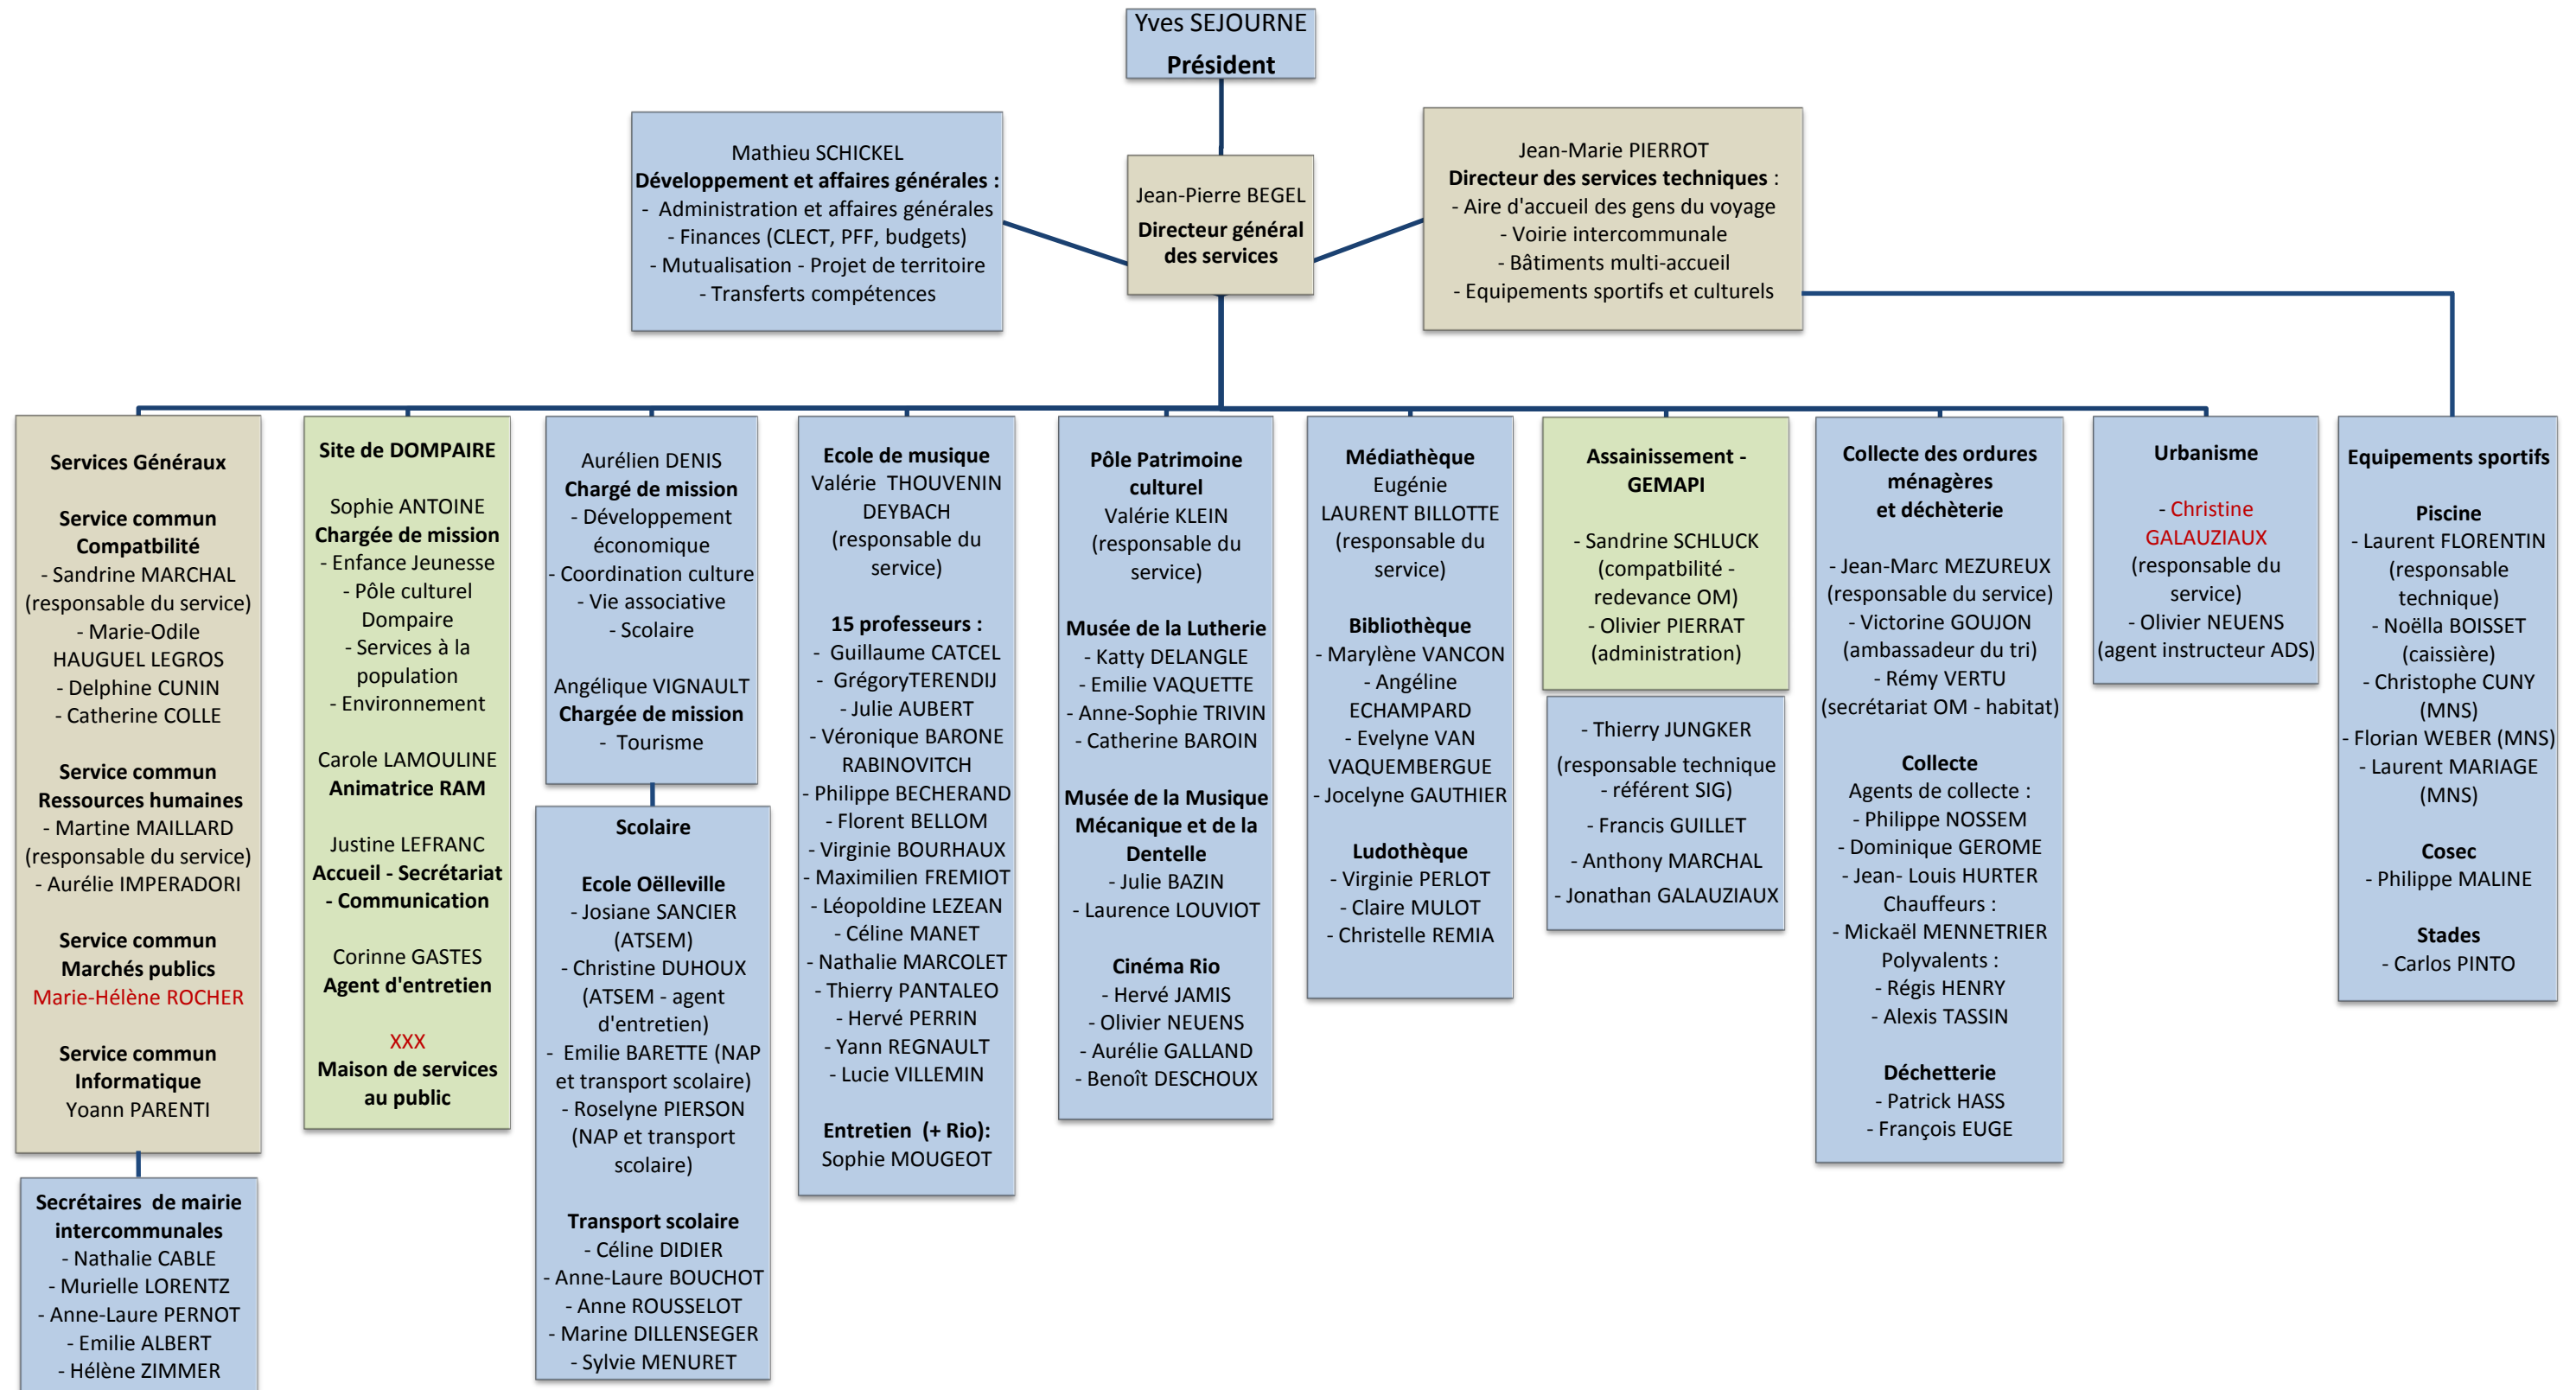 Yves SEJOURNE
Président
Mathieu SCHICKEL
Développement et affaires générales :
- Administration et affaires générales
- Finances (CLECT, PFF, budgets)
- Mutualisation - Projet de territoire
- Transferts compétences
Jean-Pierre BEGEL
Directeur général
des services
Jean-Marie PIERROT
Directeur des services techniques :
- Aire d'accueil des gens du voyage
- Voirie intercommunale
- Bâtiments multi-accueil
- Equipements sportifs et culturels
Services Généraux
Service commun
Compatbilité
- Sandrine MARCHAL
(responsable du service)
- Marie-Odile
HAUGUEL LEGROS
- Delphine CUNIN
- Catherine COLLE
Service commun
Ressources humaines
- Martine MAILLARD
(responsable du service)
- Aurélie IMPERADORI
Service commun
Marchés publics
Marie-Hélène ROCHER
Service commun
Informatique
Yoann PARENTI
Secrétaires de mairie
intercommunales
- Nathalie CABLE
- Murielle LORENTZ
- Anne-Laure PERNOT
- Emilie ALBERT
- Hélène ZIMMER
Site de DOMPAIRE
Sophie ANTOINE
Chargée de mission
- Enfance Jeunesse
- Pôle culturel
Dompaire
- Services à la
population
- Environnement
Carole LAMOULINE
Animatrice RAM
Justine LEFRANC
Accueil - Secrétariat
- Communication
Corinne GASTES
Agent d'entretien
XXX
Maison de services
au public
Aurélien DENIS
Chargé de mission
- Développement
économique
- Coordination culture
- Vie associative
- Scolaire
Angélique VIGNAULT
Chargée de mission
- Tourisme
Scolaire
Ecole Oëlleville
- Josiane SANCIER
(ATSEM)
- Christine DUHOUX
(ATSEM - agent
d'entretien)
- Emilie BARETTE (NAP
et transport scolaire)
- Roselyne PIERSON
(NAP et transport
scolaire)
Transport scolaire
- Céline DIDIER
- Anne-Laure BOUCHOT
- Anne ROUSSELOT
- Marine DILLENSEGER
- Sylvie MENURET
Ecole de musique
Valérie THOUVENIN
DEYBACH
(responsable du
service)
15 professeurs :
- Guillaume CATCEL
- GrégoryTERENDIJ
- Julie AUBERT
- Véronique BARONE
RABINOVITCH
- Philippe BECHERAND
- Florent BELLOM
- Virginie BOURHAUX
- Maximilien FREMIOT
- Léopoldine LEZEAN
- Céline MANET
- Nathalie MARCOLET
- Thierry PANTALEO
- Hervé PERRIN
- Yann REGNAULT
- Lucie VILLEMIN
Entretien (+ Rio):
Sophie MOUGEOT
Pôle Patrimoine
culturel
Valérie KLEIN
(responsable du
service)
Musée de la Lutherie
- Katty DELANGLE
- Emilie VAQUETTE
- Anne-Sophie TRIVIN
- Catherine BAROIN
Musée de la Musique
Mécanique et de la
Dentelle
- Julie BAZIN
- Laurence LOUVIOT
Cinéma Rio
- Hervé JAMIS
- Olivier NEUENS
- Aurélie GALLAND
- Benoît DESCHOUX
Médiathèque
Eugénie
LAURENT BILLOTTE
(responsable du
service)
Bibliothèque
- Marylène VANCON
- Angéline
ECHAMPARD
- Evelyne VAN
VAQUEMBERGUE
- Jocelyne GAUTHIER
Ludothèque
- Virginie PERLOT
- Claire MULOT
- Christelle REMIA
Assainissement -
GEMAPI
- Sandrine SCHLUCK
(compatbilité -
redevance OM)
- Olivier PIERRAT
(administration)
- Thierry JUNGKER
(responsable technique
- référent SIG)
- Francis GUILLET
- Anthony MARCHAL
- Jonathan GALAUZIAUX
Collecte des ordures
ménagères
et déchèterie
- Jean-Marc MEZUREUX
(responsable du service)
- Victorine GOUJON
(ambassadeur du tri)
- Rémy VERTU
(secrétariat OM - habitat)
Collecte
Agents de collecte :
- Philippe NOSSEM
- Dominique GEROME
- Jean- Louis HURTER
Chauffeurs :
- Mickaël MENNETRIER
Polyvalents :
- Régis HENRY
- Alexis TASSIN
Déchetterie
- Patrick HASS
- François EUGE
Urbanisme
- Christine
GALAUZIAUX
(responsable du
service)
- Olivier NEUENS
(agent instructeur ADS)
Equipements sportifs
Piscine
- Laurent FLORENTIN
(responsable
technique)
- Noëlla BOISSET
(caissière)
- Christophe CUNY
(MNS)
- Florian WEBER (MNS)
- Laurent MARIAGE
(MNS)
Cosec
- Philippe MALINE
Stades
- Carlos PINTO